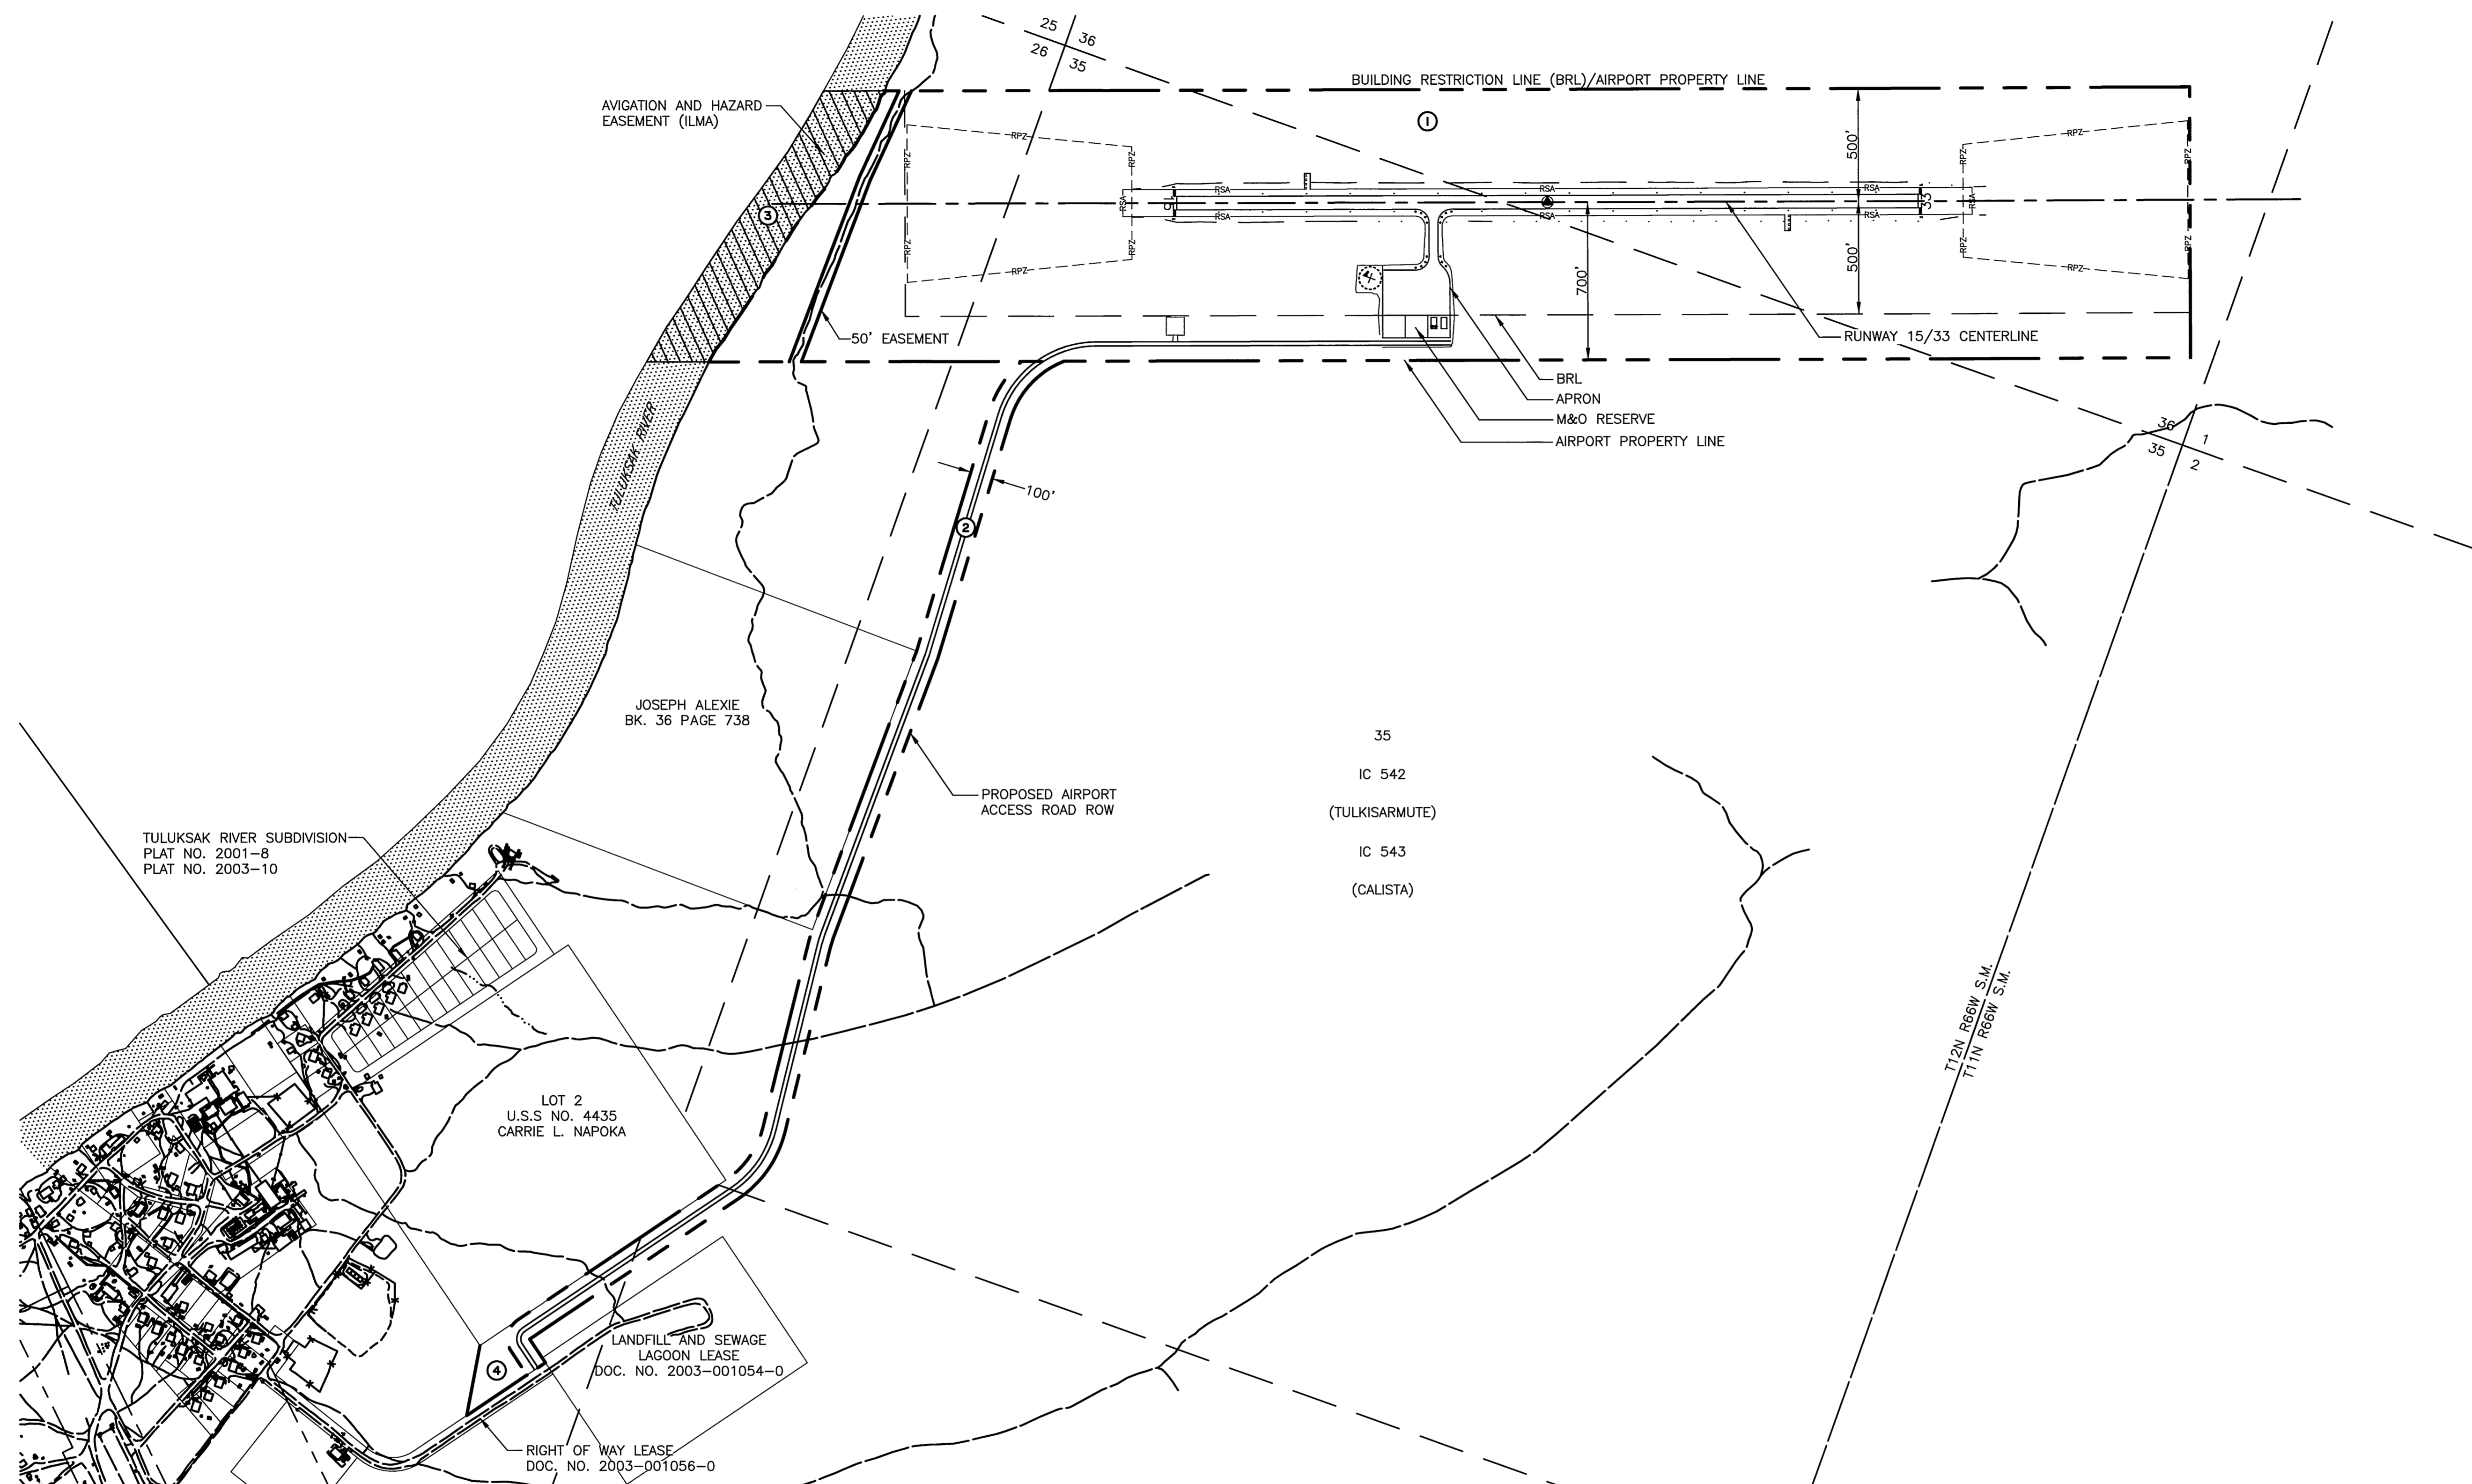 25
36
26
35
BUILDING RESTRICTION LINE (BRL)/AIRPORT PROPERTY LINE
AVIGATION AND HAZARD
EASEMENT (ILMA)
1
RPZ
RPZ
RPZ
RPZ
RPZ
RPZ
500'
RSA
RSA
RSA
RSA
15
33
RSA
3
RSA
RSA
RSA
RPZ
RPZ
RPZ
RPZ
RPZ
RPZ
500'
700'
50' EASEMENT
RUNWAY 15/33 CENTERLINE
BRL
APRON
M&O RESERVE
AIRPORT PROPERTY LINE
TULUKSAK RIVER
36
1
35
2
100'
2
JOSEPH ALEXIE
BK. 36 PAGE 738
35
IC 542
(TULKISARMUTE)
IC 543
(CALISTA)
PROPOSED AIRPORT
ACCESS ROAD ROW
TULUKSAK RIVER SUBDIVISION
PLAT NO. 2001-8
PLAT NO. 2003-10
T12N R66W S.M.
T11N R66W S.M.
LOT 2
U.S.S NO. 4435
CARRIE L. NAPOKA
LANDFILL AND SEWAGE
LAGOON LEASE
DOC. NO. 2003-001054-0
4
RIGHT OF WAY LEASE
DOC. NO. 2003-001056-0